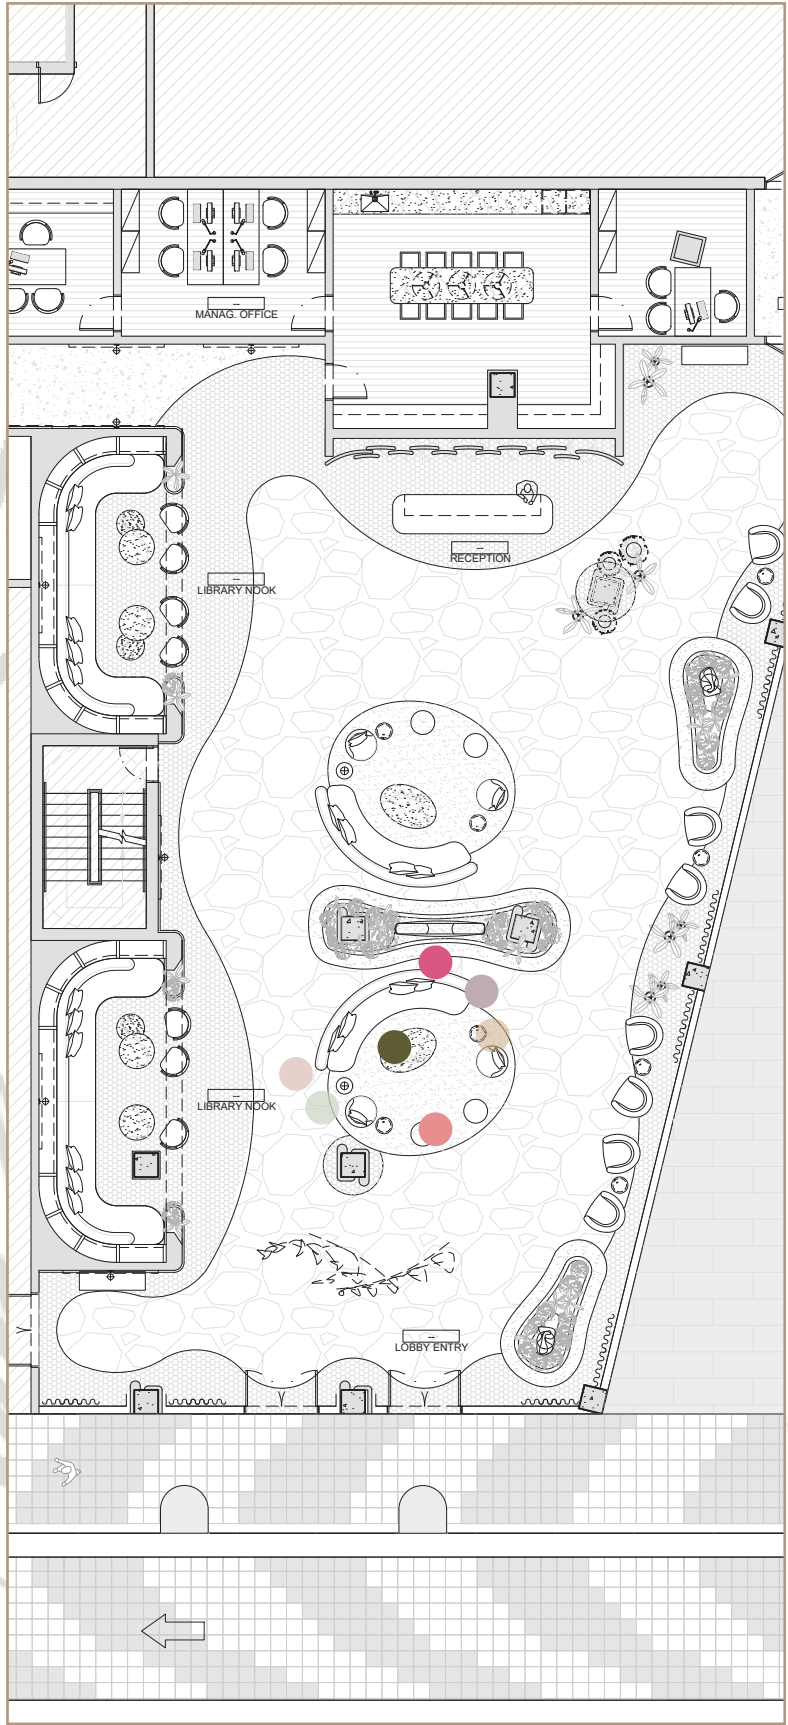 --
MANAG. OFFICE
--
RECEPTION
--
LIBRARY NOOK
--
LIBRARY NOOK
--
LOBBY ENTRY